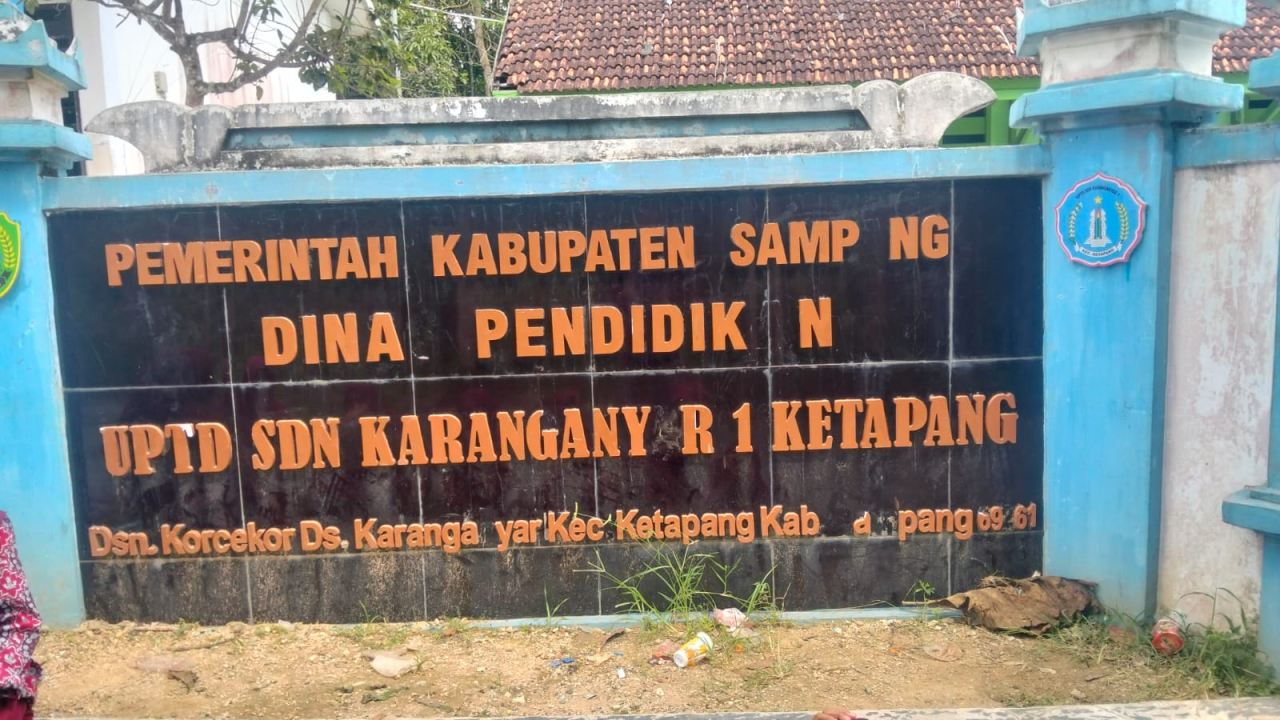 PEMERINTAH KABUPATEN SAMP NG
DINA PENDIDIK N
UPTD SDN KARANGANY R 1 KETAPANG
Dsn. Korcekor Ds. Karanga yar Kec Ketapang Kab d pang 69 61